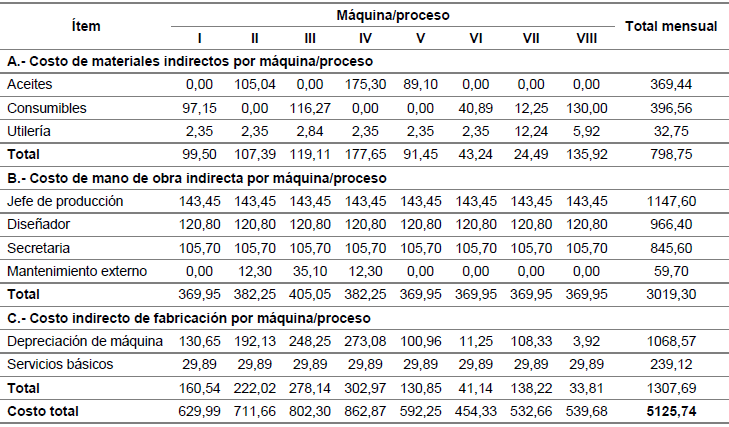 Ítem Máquina/proceso Total mensual
I II III IV V VI VII VIII
A.- Costo de materiales indirectos por máquina/proceso
Aceites 0,00 105,04 0,00 175,30 89,10 0,00 0,00 0,00 369,44
Consumibles 97,15 0,00 116,27 0,00 0,00 40,89 12,25 130,00 396,56
Utilería 2,35 2,35 2,84 2,35 2,35 2,35 12,24 5,92 32,75
Total 99,50 107,39 119,11 177,65 91,45 43,24 24,49 135,92 798,75
B.- Costo de mano de obra indirecta por máquina/proceso
Jefe de producción 143,45 143,45 143,45 143,45 143,45 143,45 143,45 143,45 1147,60
Diseñador 120,80 120,80 120,80 120,80 120,80 120,80 120,80 120,80 966,40
Secretaria 105,70 105,70 105,70 105,70 105,70 105,70 105,70 105,70 845,60
Mantenimiento externo 0,00 12,30 35,10 12,30 0,00 0,00 0,00 0,00 59,70
Total 369,95 382,25 405,05 382,25 369,95 369,95 369,95 369,95 3019,30
C.- Costo indirecto de fabricación por máquina/proceso
Depreciación de máquina 130,65 192,13 248,25 273,08 100,96 11,25 108,33 3,92 1068,57
Servicios básicos 29,89 29,89 29,89 29,89 29,89 29,89 29,89 29,89 239,12
Total 160,54 222,02 278,14 302,97 130,85 41,14 138,22 33,81 1307,69
Costo total 629,99 711,66 802,30 862,87 592,25 454,33 532,66 539,68 5125,74